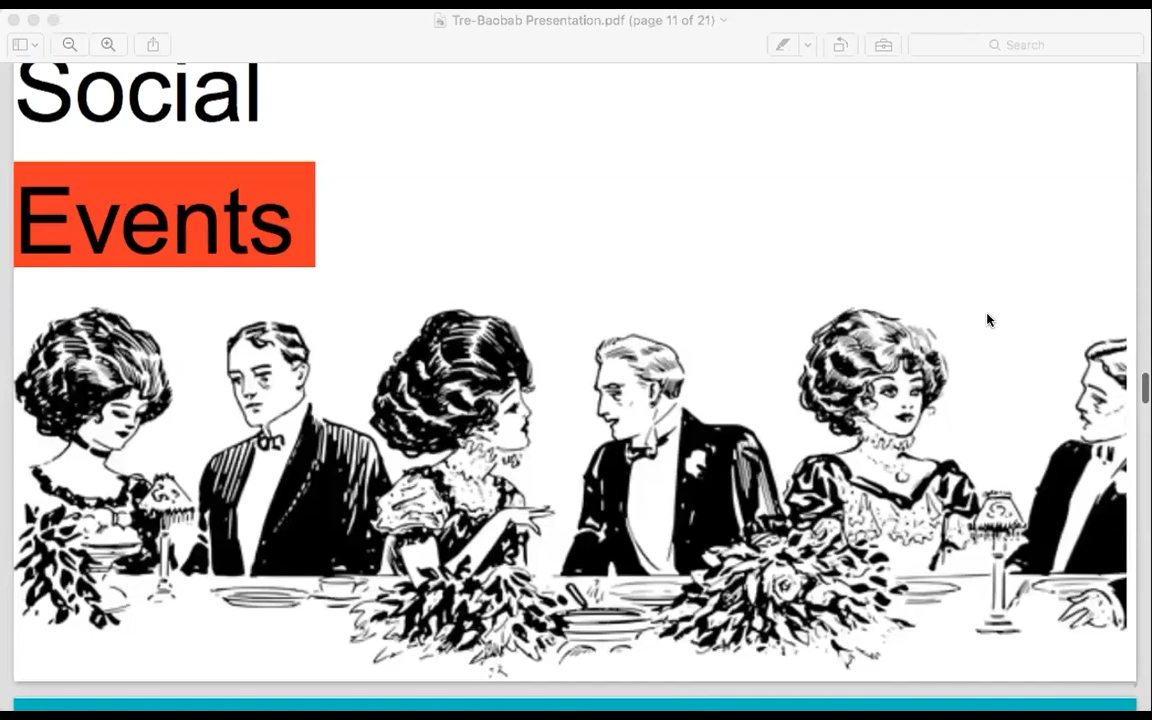 Tre-Baobab Presentation.pdf (page 11 of 21)
Search
Social
Events